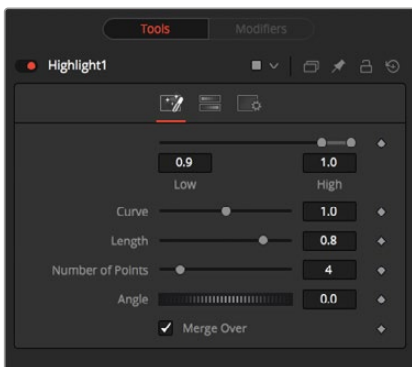 Tools Modifiers
Highlight1
0.9 1.0
Low High
Curve 1.0
Length 0.8
Number of Points 4
Angle 0.0
Merge Over